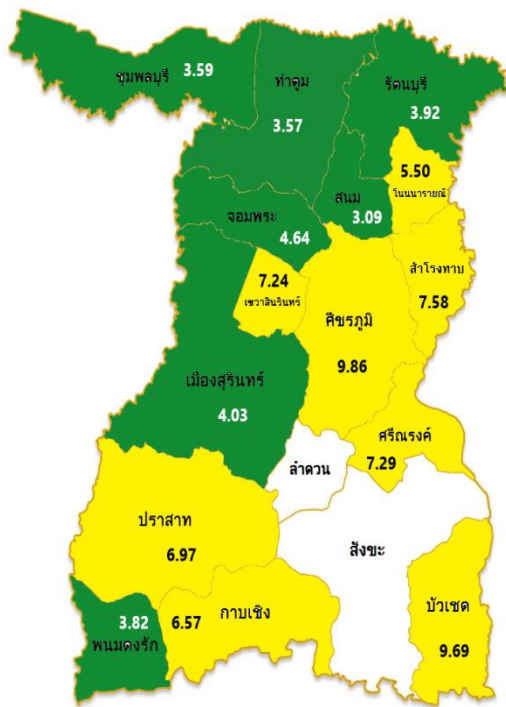 ชุมพลบุรี
3.59
ท่าตูม
3.57
รัตนบุรี
3.92
5.50
โนนนารายณ์
สนม
3.09
จอมพระ
4.64
7.24
เขวาสินรินทร์
สำโรงทาบ
7.58
ศีขรภูมิ
9.86
เมืองสุรินทร์
4.03
ศรีณรงค์
7.29
ลำดวน
ปราสาท
6.97
สังขะ
3.82
พนมดงรัก
6.57
กาบเชิง
บัวเชด
9.69